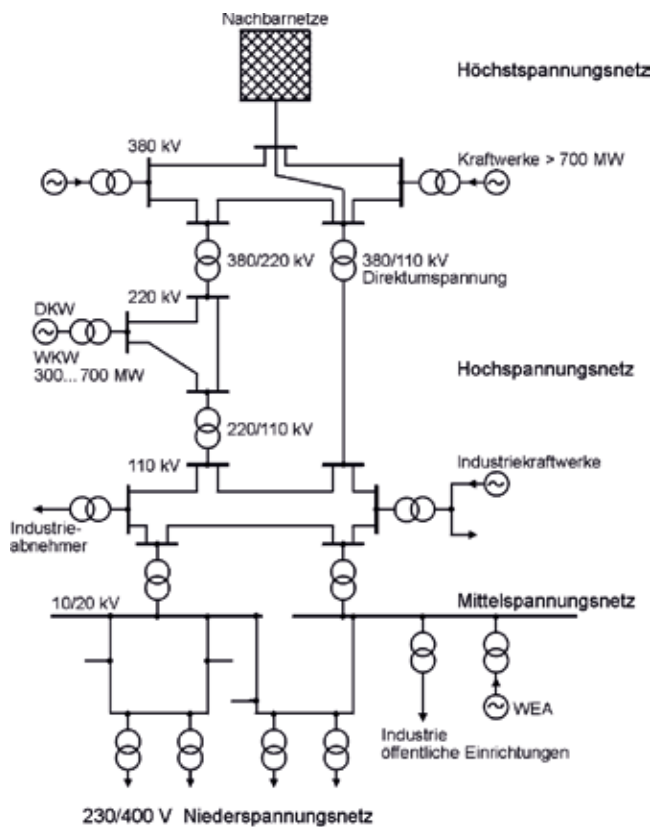 Nachbarnetze
Höchstspannungsnetz
380 kV
Kraftwerke > 700 MW
380/220 kV
380/110 kV
Direktumspannung
220 kV
DKW
WKW
300... 700 MW
Hochspannungsnetz
220/110 kV
110 kV
Industriekraftwerke
Industrie-
abnehmer
10/20 kV
Mittelspannungsnetz
WEA
Industrie
öffentliche Einrichtungen
230/400 V Niederspannungsnetz